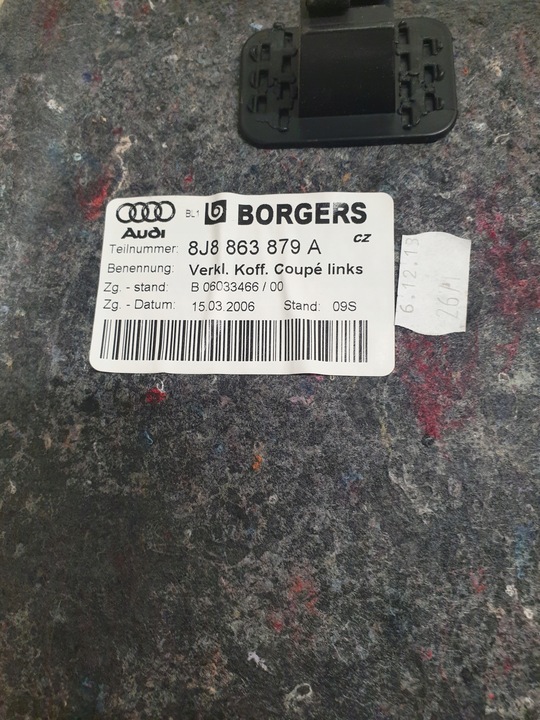 Audi BL1 BORGERS
CZ
Teilnummer: 8J8 863 879 A
Benennung: Verkl. Koff. Coupé links
Zg. - stand: B 06033466 / 00
Zg. - Datum: 15.03.2006 Stand: 09S
6.12.13